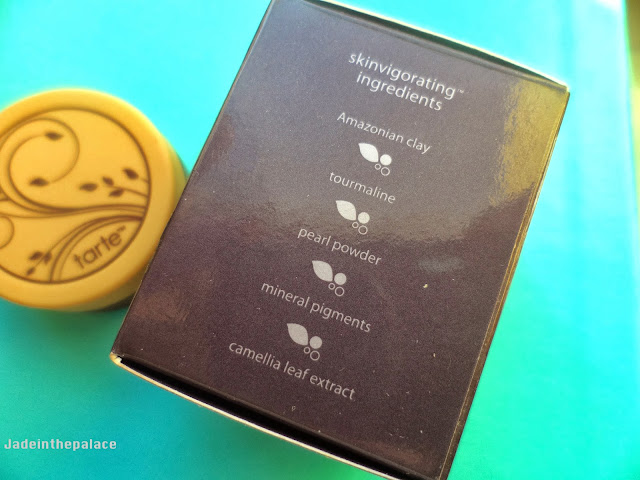 skinvigorating™
ingredients
Amazonian clay
tourmaline
pearl powder
mineral pigments
camellia leaf extract
tarte™
Jadeinthepalace